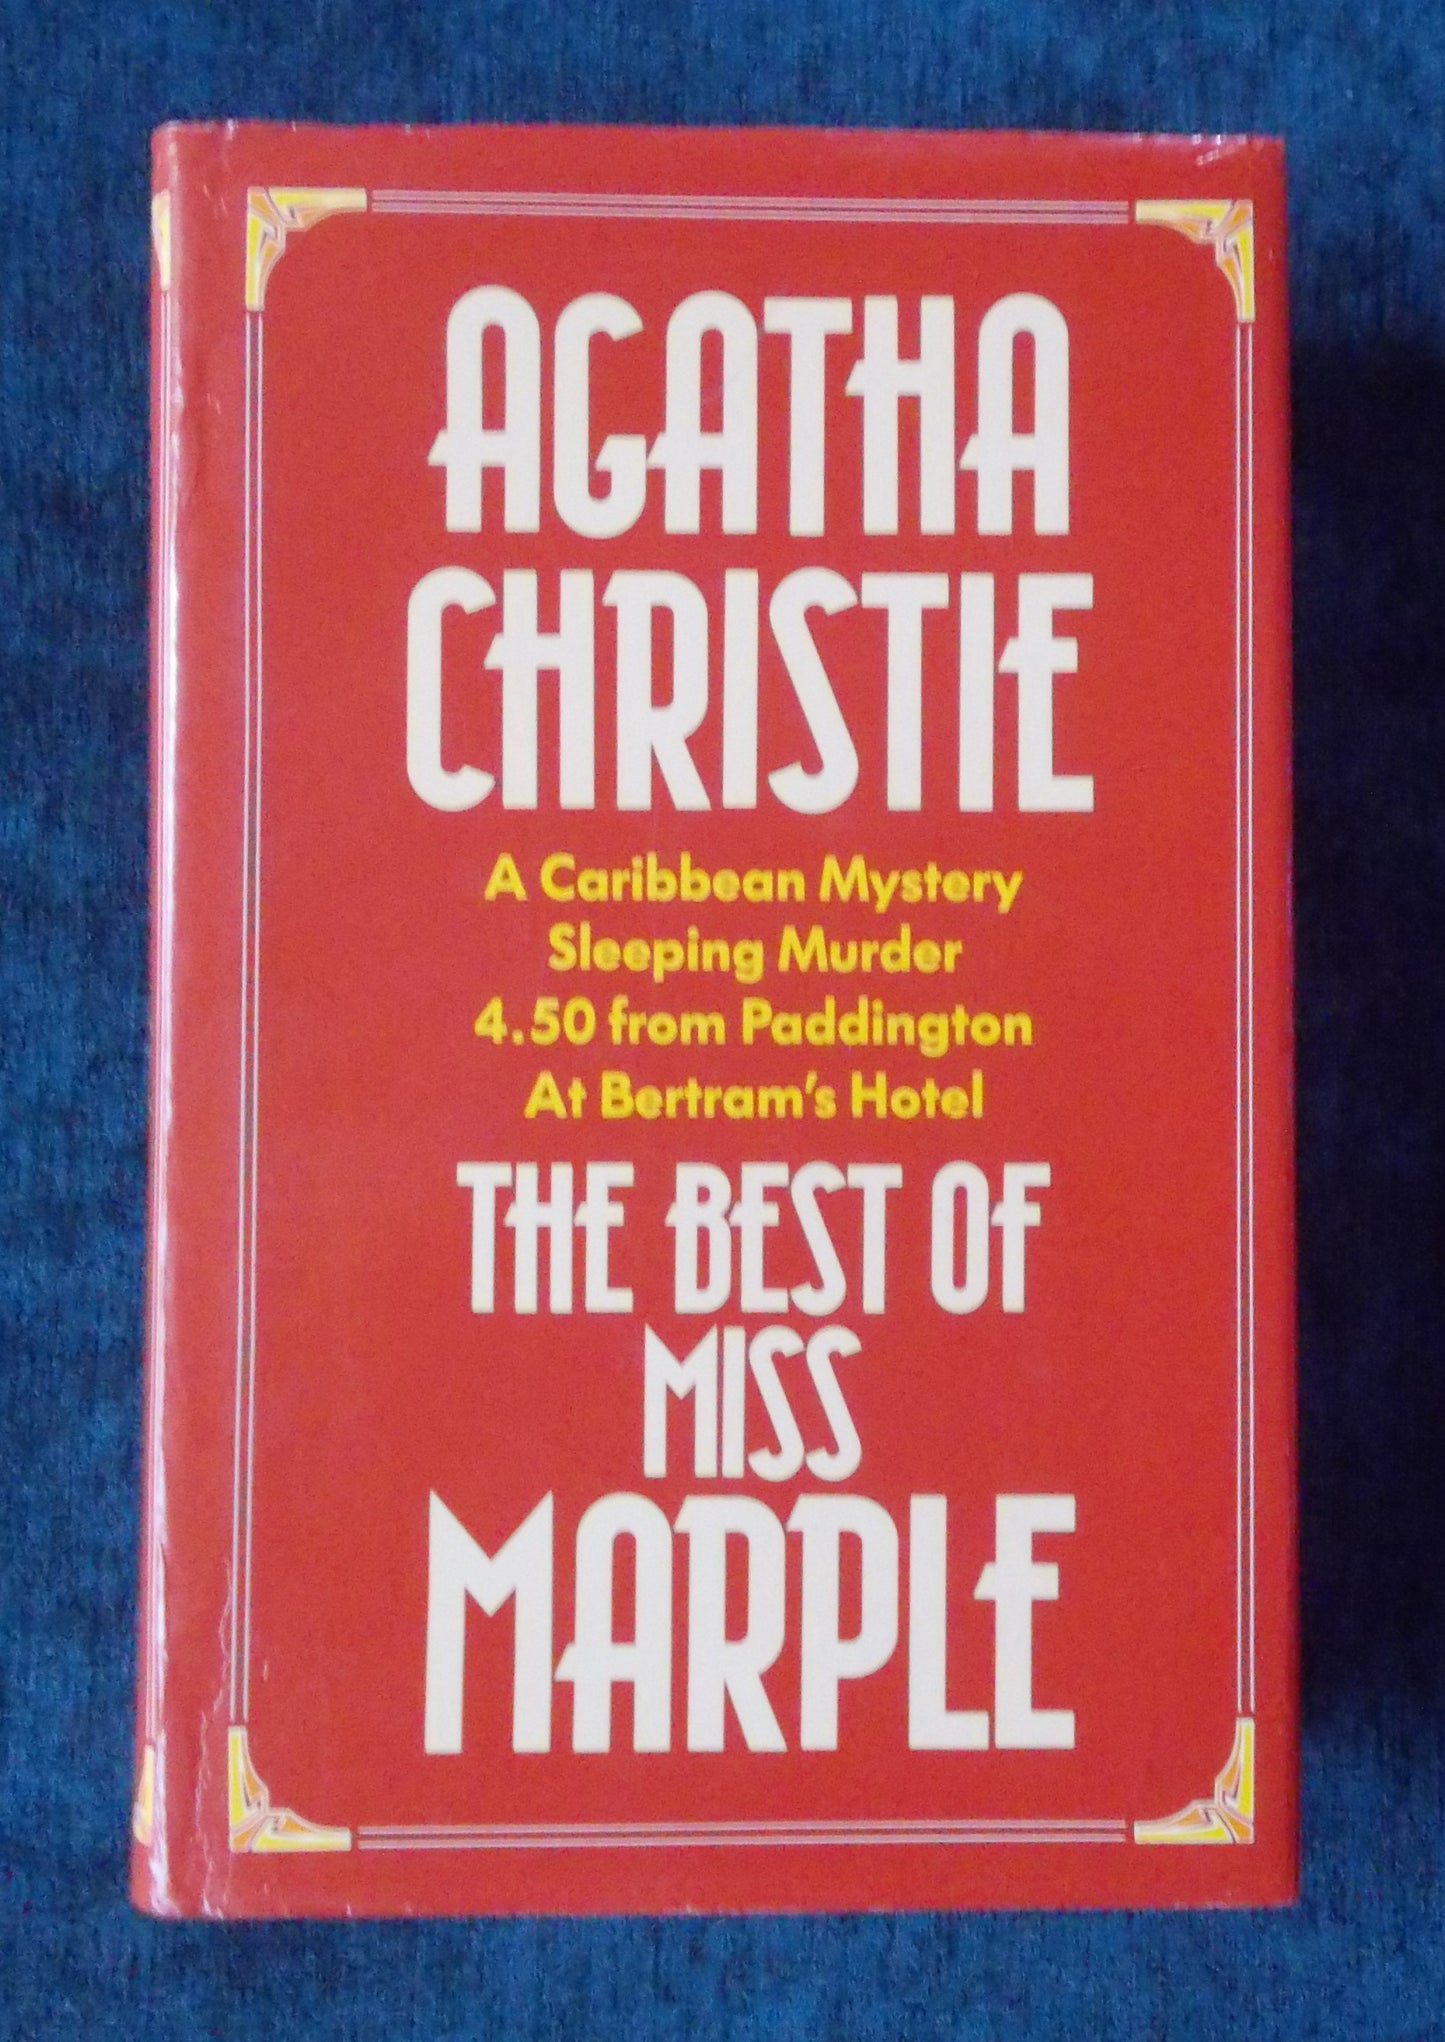 AGATHA
CHRISTIE
A Caribbean Mystery
Sleeping Murder
4.50 from Paddington
At Bertram's Hotel
THE BEST OF
MISS
MARPLE